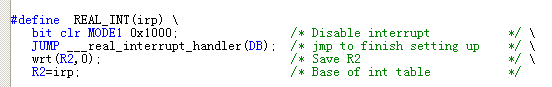 #define  REAL_INT(irp) \
   bit clr MODE1 0x1000;               /* Disable interrupt            */ \
   JUMP ___real_interrupt_handler(DB);  /* jmp to finish setting up    */ \
   wrt(R2,0);                          /* Save R2                      */ \
   R2=irp;                             /* Base of int table            */